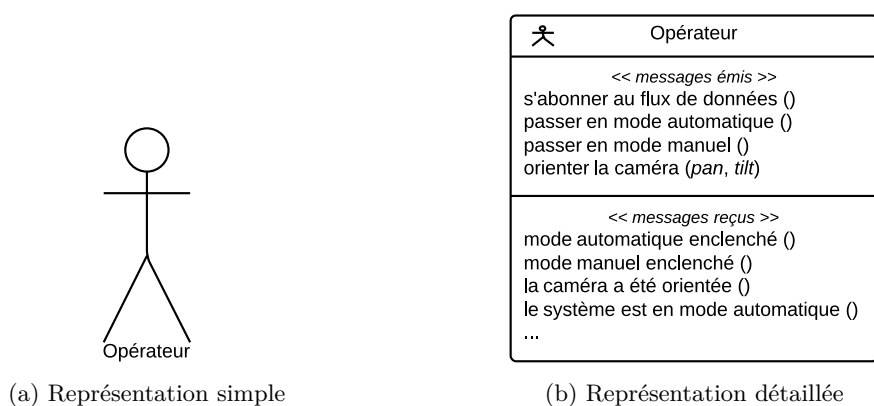 Opérateur
(a) Représentation simple
Opérateur
<< messages émis >>
s'abonner au flux de données ()
passer en mode automatique ()
passer en mode manuel ()
orienter la caméra (pan, tilt)
<< messages reçus >>
mode automatique enclenché ()
mode manuel enclenché ()
la caméra a été orientée ()
le système est en mode automatique ()
...
(b) Représentation détaillée